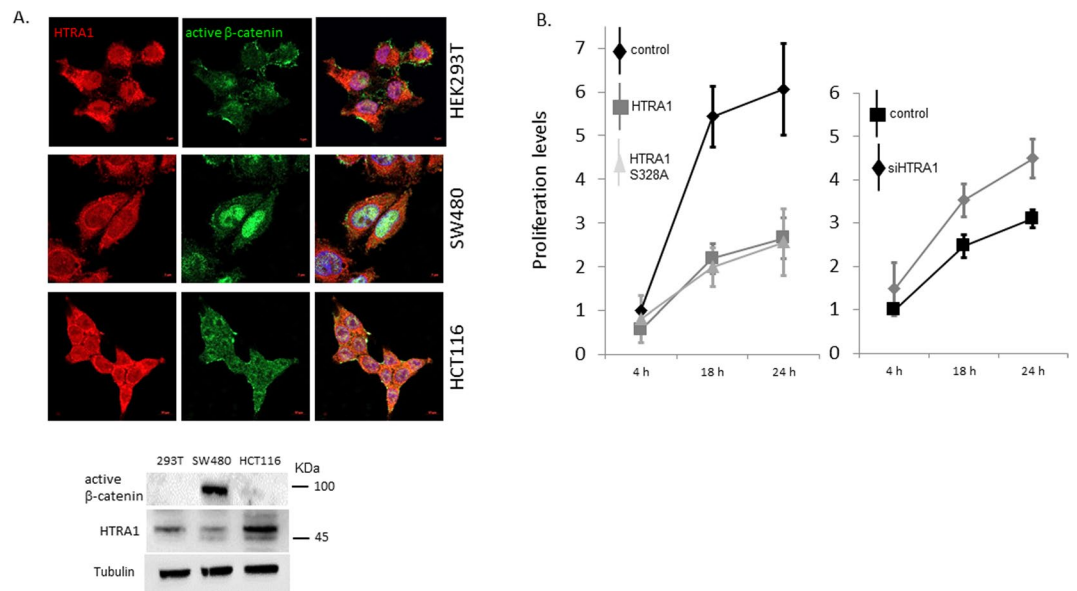 A.
HTRA1
active β-catenin
HEK293T
SW480
HCT116
293T SW480 HCT116 KDa
active
β-catenin
100
HTRA1
45
Tubulin
B.
Proliferation levels
7
6
5
4
3
2
1
0
control
HTRA1
HTRA1
S328A
4 h
18 h
24 h
6
5
4
3
2
1
0
control
siHTRA1
4 h
18 h
24 h